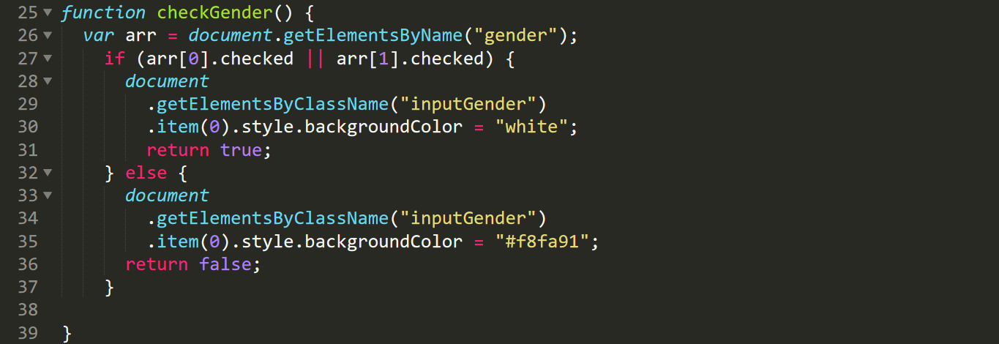 25 function checkGender() {
26   var arr = document.getElementsByName("gender");
27     if (arr[0].checked || arr[1].checked) {
28       document
29         .getElementsByClassName("inputGender")
30         .item(0).style.backgroundColor = "white";
31         return true;
32     } else {
33       document
34         .getElementsByClassName("inputGender")
35         .item(0).style.backgroundColor = "#f8fa91";
36       return false;
37     }
38
39 }